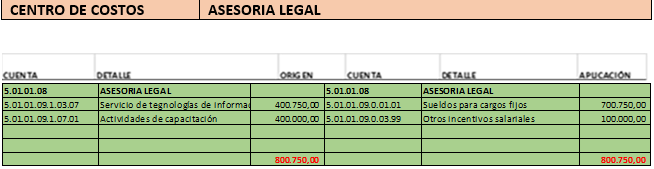 CENTRO DE COSTOS ASESORIA LEGAL
CUENTA DETALLE ORIGEN CUENTA DETALLE APLICACIÓN
5.01.01.08 ASESORIA LEGAL 5.01.01.08 ASESORIA LEGAL
5.01.01.09.1.03.07 Servicio de tegnologías de informac 400.750,00 5.01.01.09.0.01.01 Sueldos para cargos fijos 700.750,00
5.01.01.09.1.07.01 Actividades de capacitación 400.000,00 5.01.01.09.0.03.99 Otros incentivos salariales 100.000,00
800.750,00 800.750,00